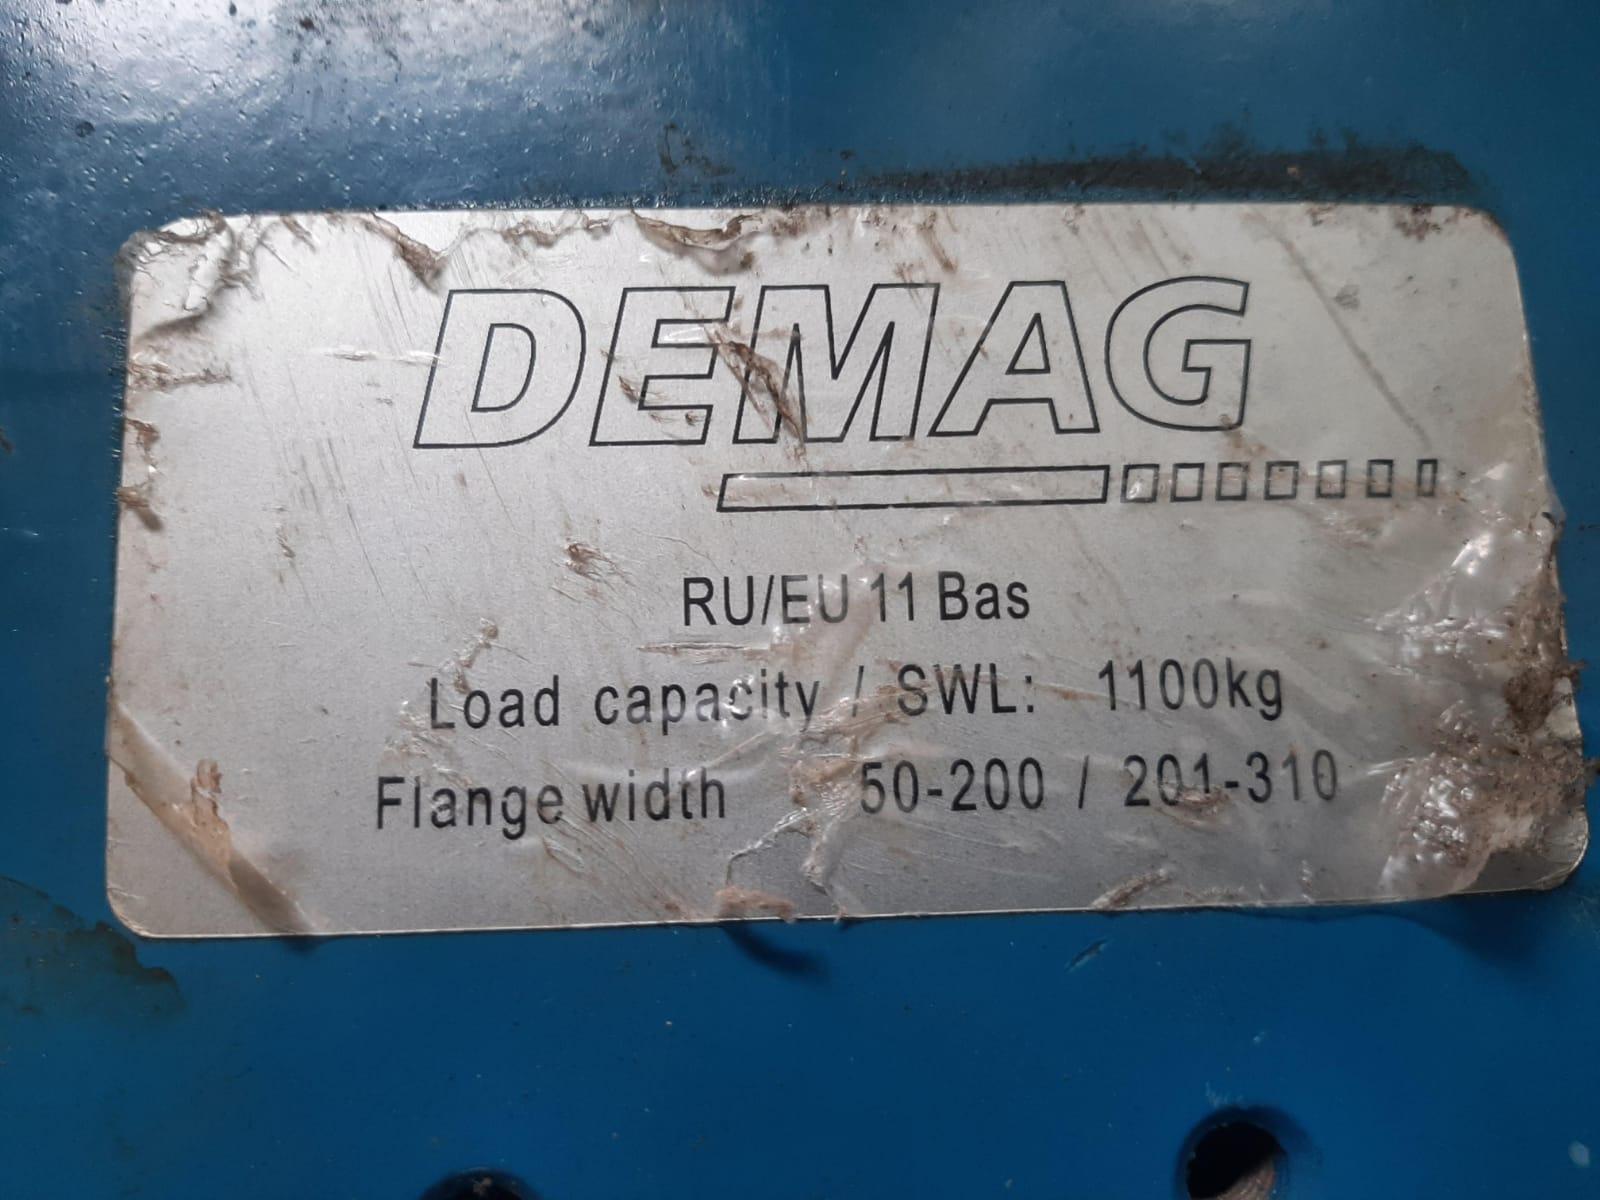 DEMAG
RU/EU 11 Bas
Load capacity / SWL: 1100kg
Flange width 50-200 / 201-310